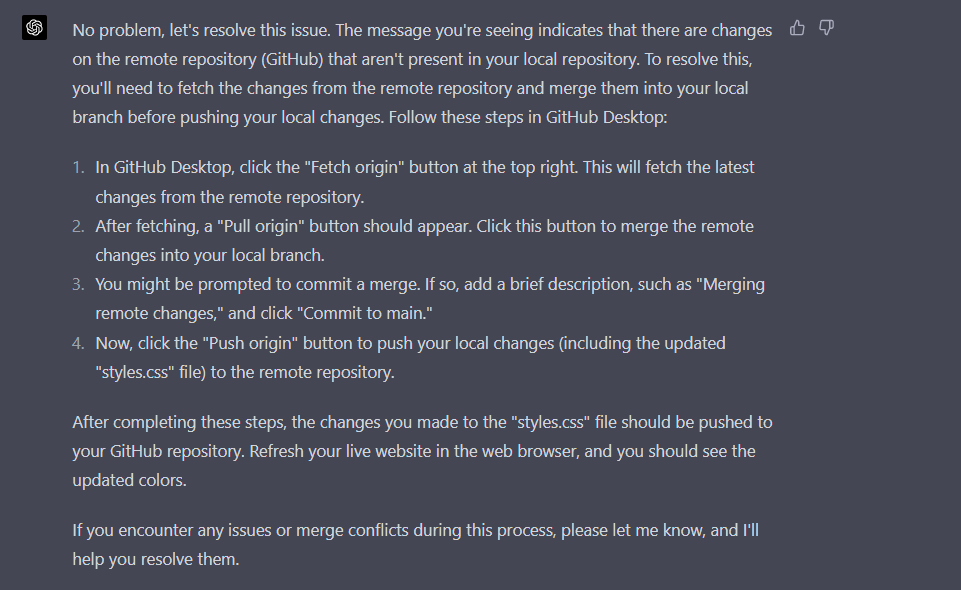 No problem, let's resolve this issue. The message you're seeing indicates that there are changes
on the remote repository (GitHub) that aren't present in your local repository. To resolve this,
you'll need to fetch the changes from the remote repository and merge them into your local
branch before pushing your local changes. Follow these steps in GitHub Desktop:
1. In GitHub Desktop, click the "Fetch origin" button at the top right. This will fetch the latest
changes from the remote repository.
2. After fetching, a "Pull origin" button should appear. Click this button to merge the remote
changes into your local branch.
3. You might be prompted to commit a merge. If so, add a brief description, such as "Merging
remote changes," and click "Commit to main."
4. Now, click the "Push origin" button to push your local changes (including the updated
"styles.css" file) to the remote repository.
After completing these steps, the changes you made to the "styles.css" file should be pushed to
your GitHub repository. Refresh your live website in the web browser, and you should see the
updated colors.
If you encounter any issues or merge conflicts during this process, please let me know, and I'll
help you resolve them.